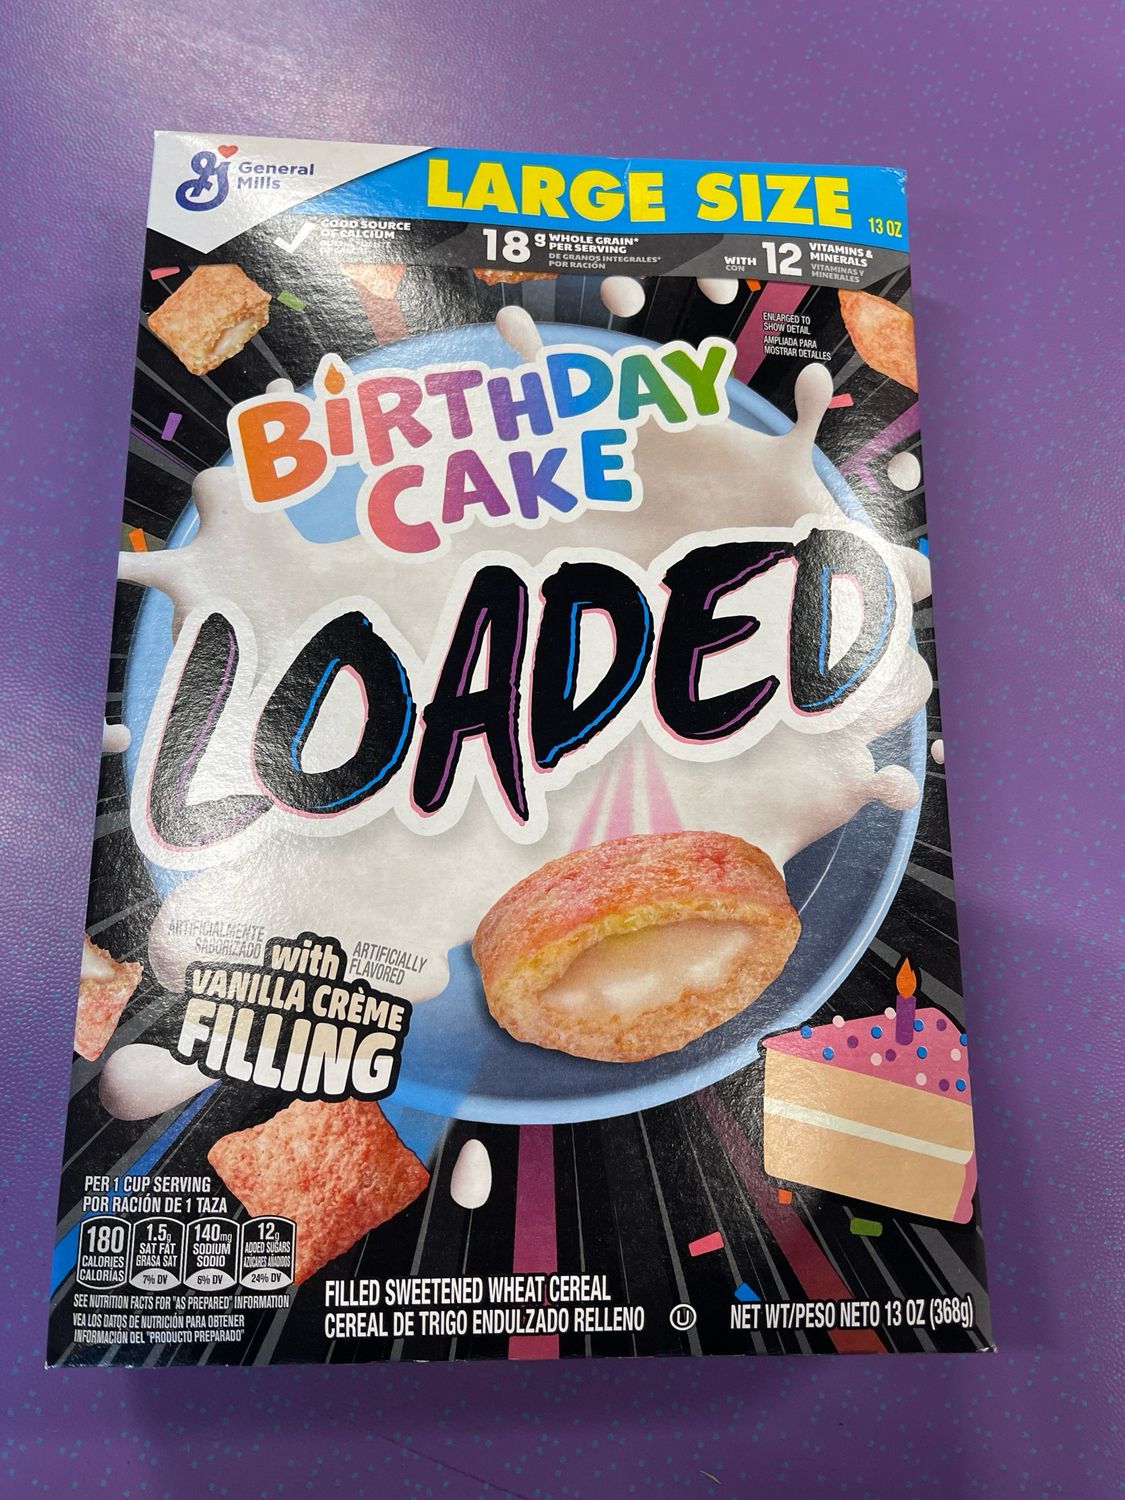 General
Mills
LARGE SIZE
13 OZ
GOOD SOURCE
OF CALCIUM
18g WHOLE GRAIN*
PER SERVING
DE GRANOS INTEGRALES*
POR RACIÓN
WITH
CON
12 VITAMINS &
MINERALS
VITAMINAS Y
MINERALES
ENLARGED TO
SHOW DETAIL
AMPLIADA PARA
MOSTRAR DETALLES
BiRTHDAY
CAKE
LOADED
ARTIFICIALMENTE
SABORIZADO
with
ARTIFICIALLY
FLAVORED
VANILLA CRÈME
FILLING
PER 1 CUP SERVING
POR RACIÓN DE 1 TAZA
180
CALORIES
CALORÍAS
1.5g
SAT FAT
GRASA SAT
7% DV
140mg
SODIUM
SODIO
6% DV
12g
ADDED SUGARS
AZÚCARES AÑADIDOS
24% DV
SEE NUTRITION FACTS FOR "AS PREPARED" INFORMATION
VEA LOS DATOS DE NUTRICIÓN PARA OBTENER
INFORMACIÓN DEL "PRODUCTO PREPARADO"
FILLED SWEETENED WHEAT CEREAL
CEREAL DE TRIGO ENDULZADO RELLENO
U
NET WT/PESO NETO 13 OZ (368g)